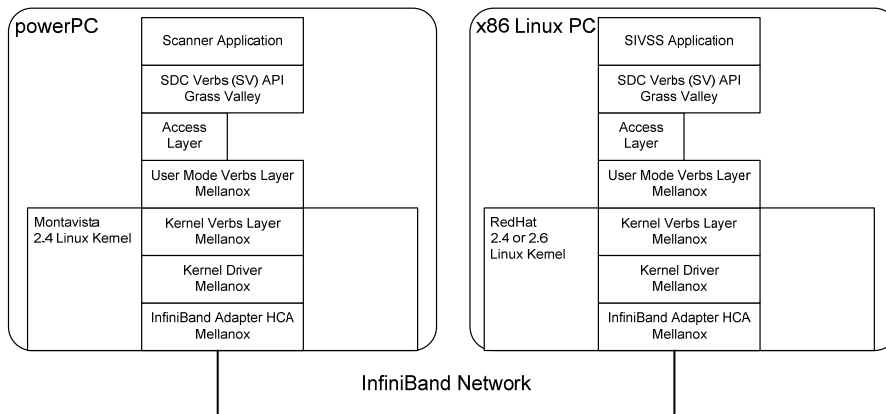 powerPC
Scanner Application
SDC Verbs (SV) API
Grass Valley
Access
Layer
User Mode Verbs Layer
Mellanox
Montavista
2.4 Linux Kernel
Kernel Verbs Layer
Mellanox
Kernel Driver
Mellanox
InfiniBand Adapter HCA
Mellanox
x86 Linux PC
SIVSS Application
SDC Verbs (SV) API
Grass Valley
Access
Layer
User Mode Verbs Layer
Mellanox
RedHat
2.4 or 2.6
Linux Kernel
Kernel Verbs Layer
Mellanox
Kernel Driver
Mellanox
InfiniBand Adapter HCA
Mellanox
InfiniBand Network